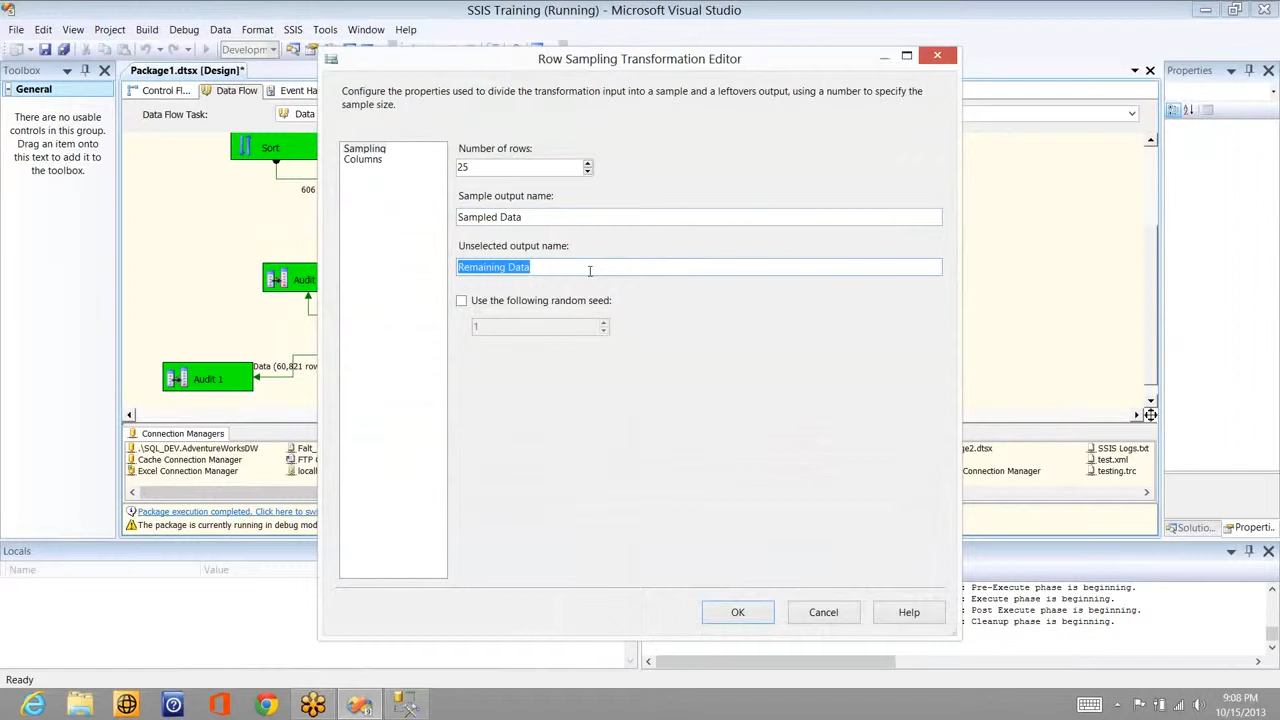 SSIS Training (Running) - Microsoft Visual Studio
File Edit View Project Build Debug Data Format SSIS Tools Window Help
Developm
Toolbox
General
There are no usable
controls in this group.
Drag an item onto
this text to add it to
the toolbox.
Package1.dtsx [Design]*
Control Fl...
Data Flow
Event Ha
Data Flow Task:
Data
Sort
606
Audit
Data (60,821 row
Audit 1
Row Sampling Transformation Editor
Configure the properties used to divide the transformation input into a sample and a leftovers output, using a number to specify the
sample size.
Sampling
Columns
Number of rows:
25
Sample output name:
Sampled Data
Unselected output name:
Remaining Data
Use the following random seed:
1
OK
Cancel
Help
Properties
Connection Managers
.\SQL_DEV.AdventureWorksDW
Cache Connection Manager
Excel Connection Manager
Falt_
FTP C
locall
ge2.dtsx
onnection Manager
SSIS Logs.txt
test.xml
testing.trc
Package execution completed. Click here to swi
The package is currently running in debug mod
Solutio...
Properti..
Locals
Name
Value
: Pre-Execute phase is beginning.
: Execute phase is beginning.
: Post Execute phase is beginning.
: Cleanup phase is beginning.
Ready
9:08 PM
10/15/2013